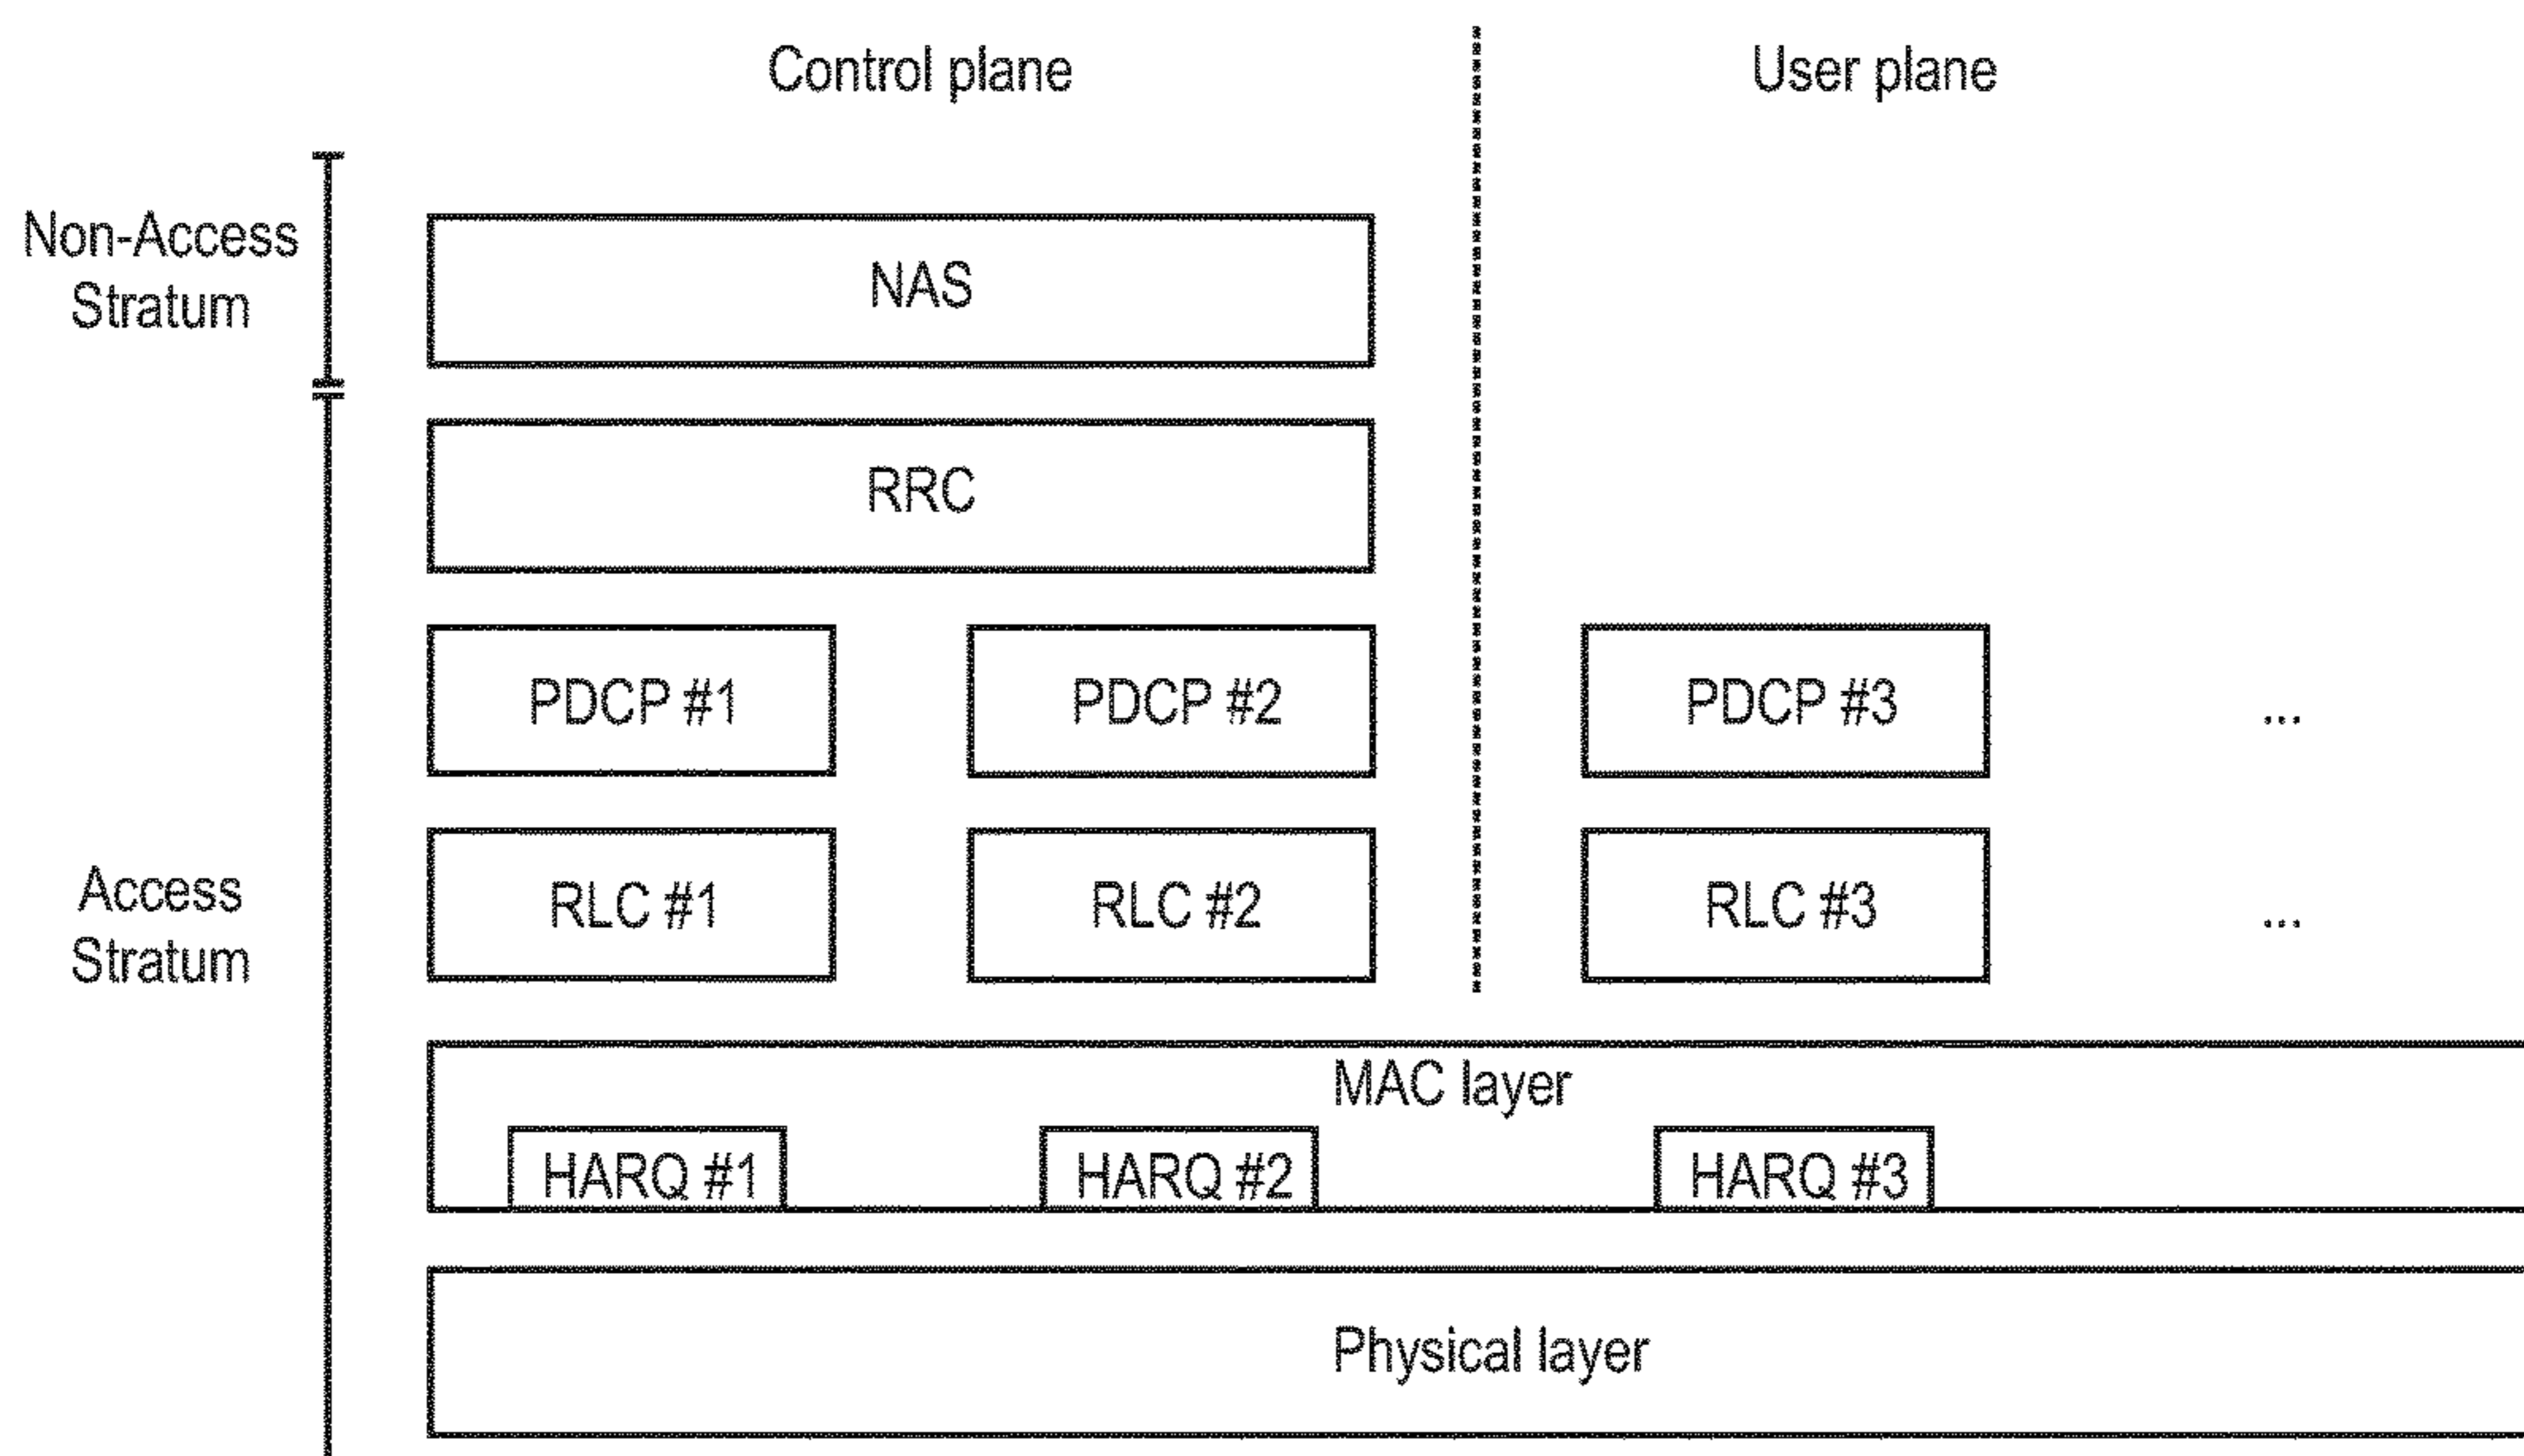 Control plane
User plane
Non-Access
Stratum
NAS
RRC
PDCP #1
PDCP #2
PDCP #3
...
Access
Stratum
RLC #1
RLC #2
RLC #3
...
MAC layer
HARQ #1
HARQ #2
HARQ #3
Physical layer